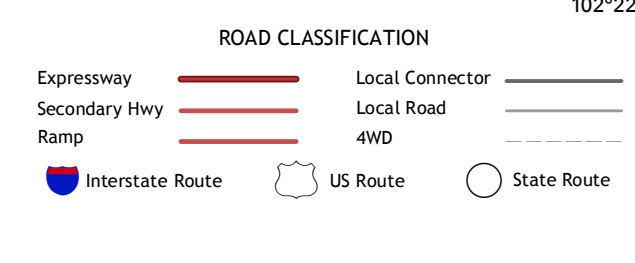 102°22
ROAD CLASSIFICATION
Expressway
Local Connector
Secondary Hwy
Local Road
Ramp
4WD
Interstate Route
US Route
State Route